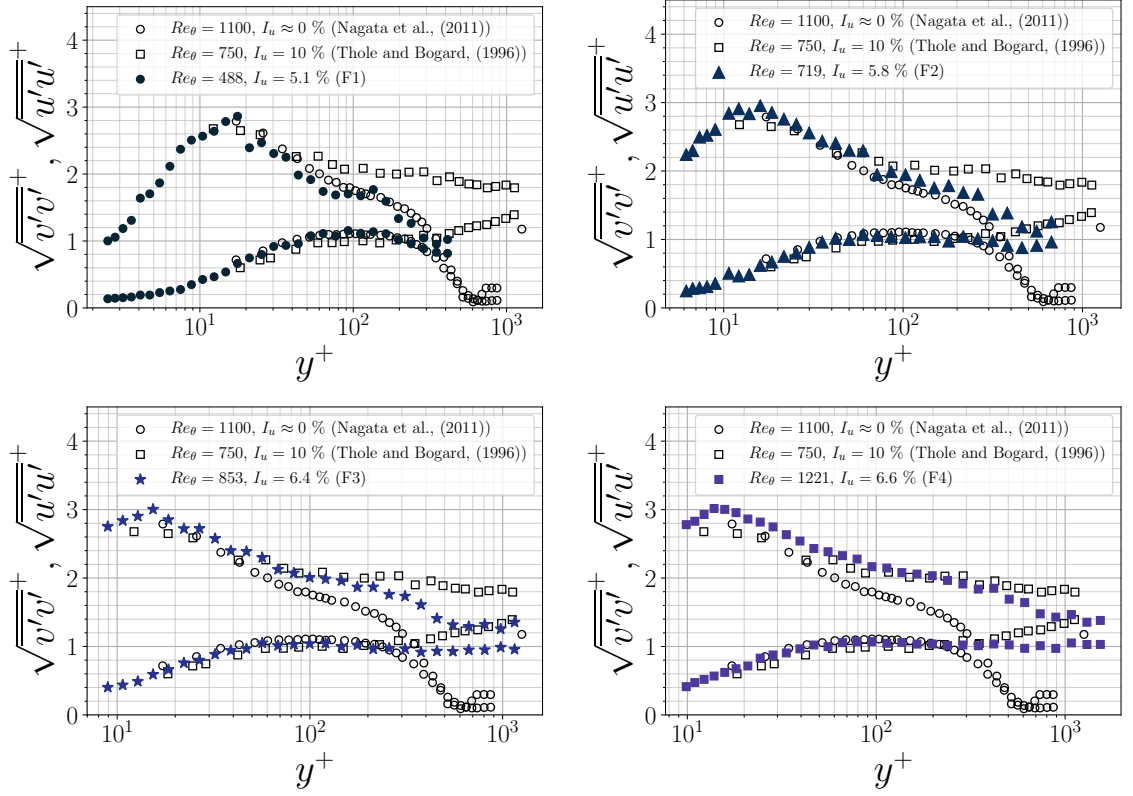 Re_θ = 1100, I_u ≈ 0 % (Nagata et al., (2011))
Re_θ = 750, I_u = 10 % (Thole and Bogard, (1996))
Re_θ = 488, I_u = 5.1 % (F1)
4
3
2
1
0
√v'v'⁺, √u'u'⁺
10¹ 10² 10³
y⁺
Re_θ = 1100, I_u ≈ 0 % (Nagata et al., (2011))
Re_θ = 750, I_u = 10 % (Thole and Bogard, (1996))
Re_θ = 719, I_u = 5.8 % (F2)
4
3
2
1
0
√v'v'⁺, √u'u'⁺
10¹ 10² 10³
y⁺
Re_θ = 1100, I_u ≈ 0 % (Nagata et al., (2011))
Re_θ = 750, I_u = 10 % (Thole and Bogard, (1996))
Re_θ = 853, I_u = 6.4 % (F3)
4
3
2
1
0
√v'v'⁺, √u'u'⁺
10¹ 10² 10³
y⁺
Re_θ = 1100, I_u ≈ 0 % (Nagata et al., (2011))
Re_θ = 750, I_u = 10 % (Thole and Bogard, (1996))
Re_θ = 1221, I_u = 6.6 % (F4)
4
3
2
1
0
√v'v'⁺, √u'u'⁺
10¹ 10² 10³
y⁺